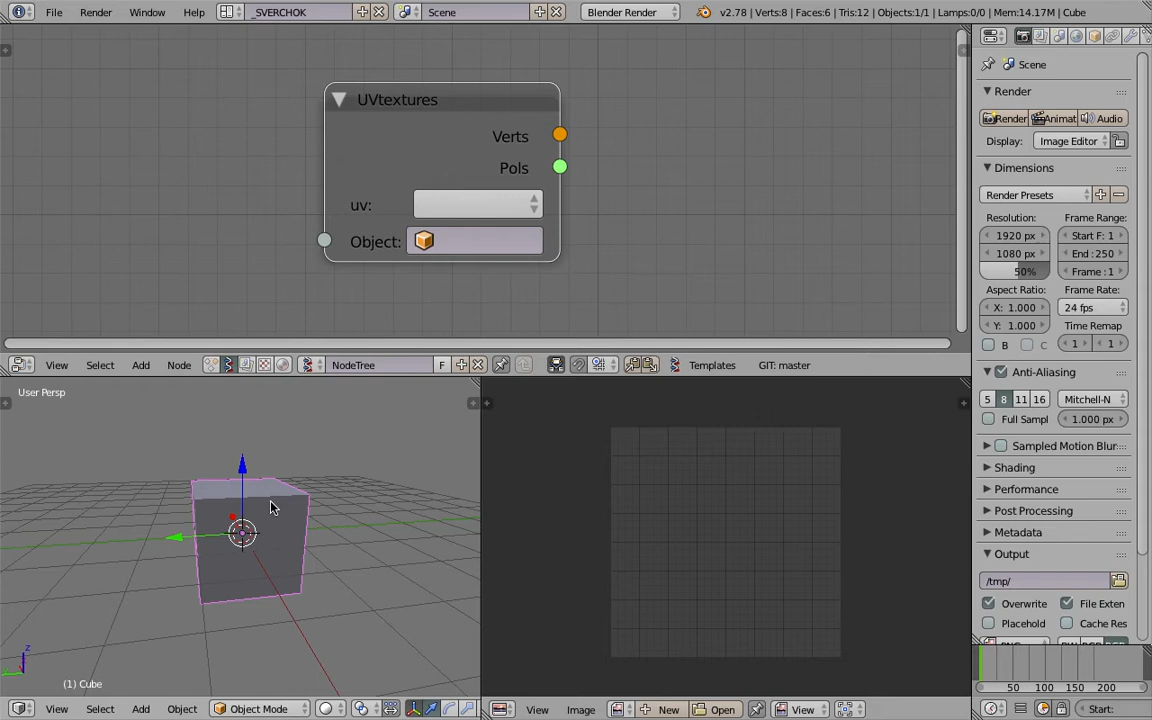 File Render Window Help _SVERCHOK Scene Blender Render v2.78 | Verts:8 | Faces:6 | Tris:12 | Objects:1/1 | Lamps:0/0 | Mem:14.17M | Cube
UVtextures
Verts
Pols
uv:
Object:
View Select Add Node NodeTree F Templates GIT: master
User Persp
(1) Cube
z
View Select Add Object Object Mode
View Image New Open View
Scene
Render
Render Animat Audio
Display: Image Editor
Dimensions
Render Presets
Resolution: Frame Range:
1920 px Start F: 1
1080 px End :250
50% Frame :1
Aspect Ratio: Frame Rate:
X: 1.000 24 fps
Y: 1.000 Time Remap
B C 1 1
Anti-Aliasing
5 8 11 16 Mitchell-N
Full Sampl 1.000 px
Sampled Motion Blur
Shading
Performance
Post Processing
Metadata
Output
/tmp/
Overwrite File Exten
Placehold Cache Res
50 100 150 200
Start: